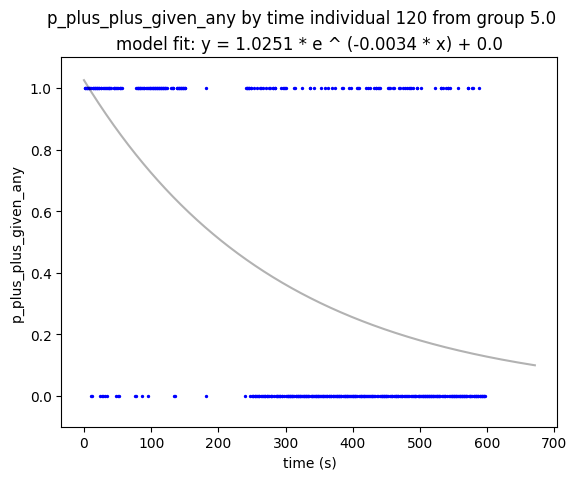 p_plus_plus_given_any by time individual 120 from group 5.0
model fit: y = 1.0251 * e ^ (-0.0034 * x) + 0.0
p_plus_plus_given_any
1.0
0.8
0.6
0.4
0.2
0.0
0 100 200 300 400 500 600 700
time (s)